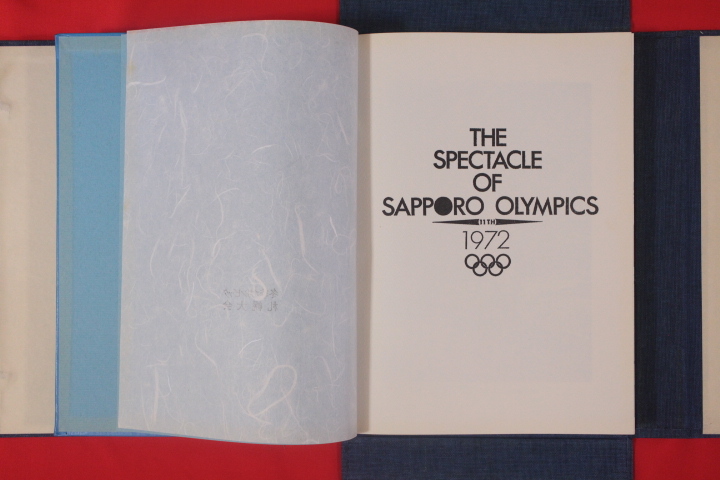 THE
SPECTACLE
OF
SAPPORO OLYMPICS
11TH
1972